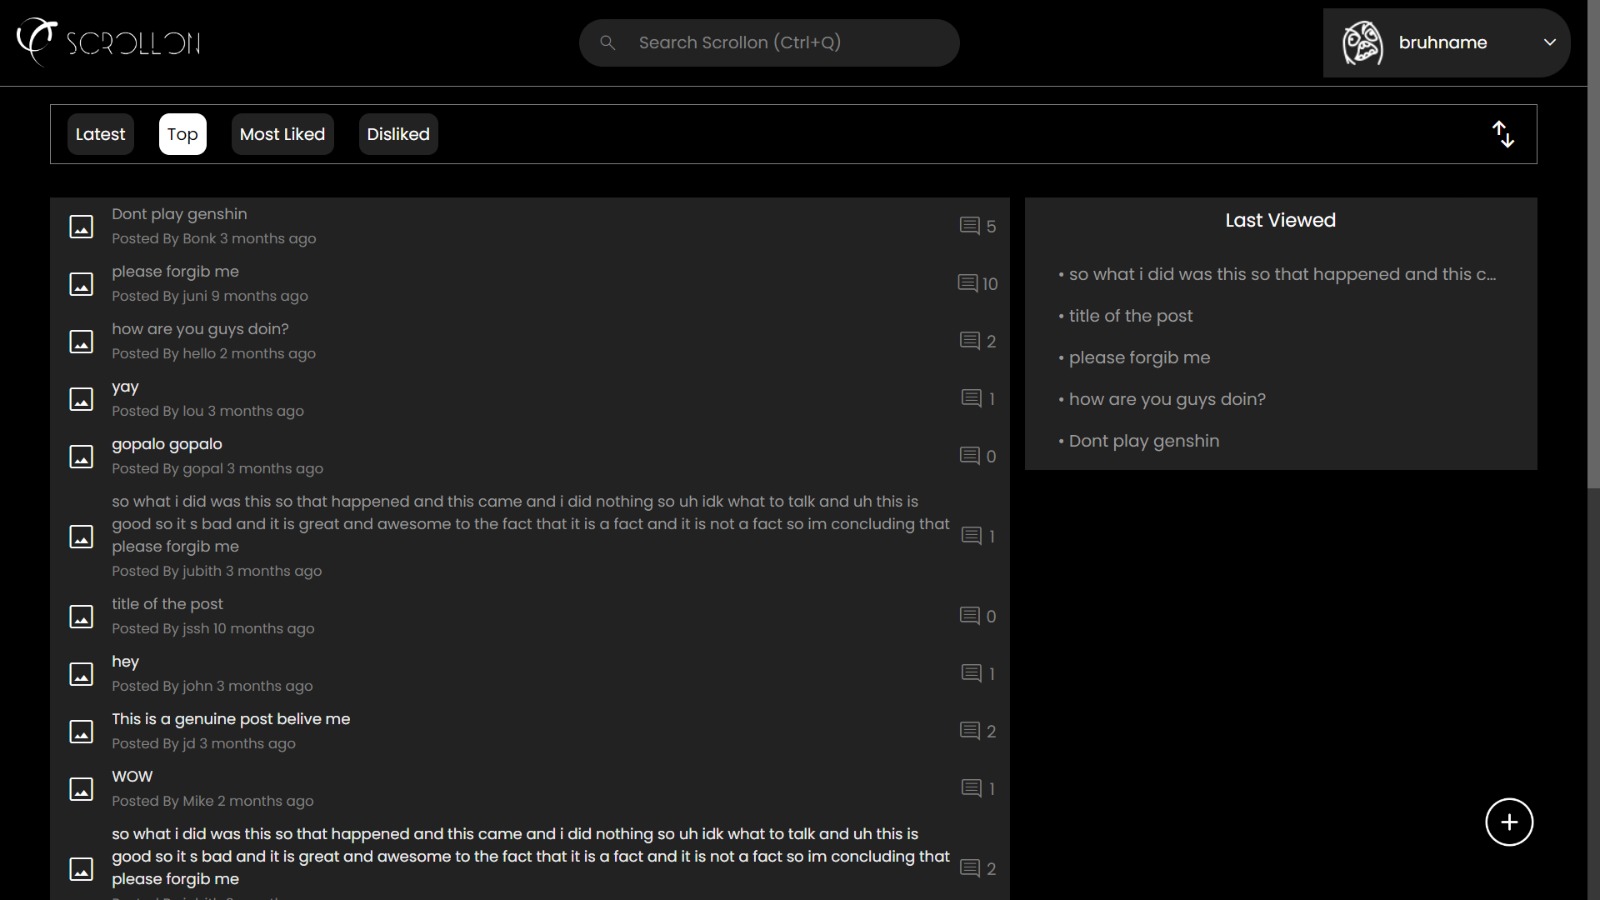 SCROLLON
Search Scrollon (Ctrl+Q)
bruhname
Latest
Top
Most Liked
Disliked
Dont play genshin
Posted By Bonk 3 months ago
5
please forgib me
Posted By juni 9 months ago
10
how are you guys doin?
Posted By hello 2 months ago
2
yay
Posted By lou 3 months ago
1
gopalo gopalo
Posted By gopal 3 months ago
0
so what i did was this so that happened and this came and i did nothing so uh idk what to talk and uh this is
good so it s bad and it is great and awesome to the fact that it is a fact and it is not a fact so im concluding that
please forgib me
Posted By jubith 3 months ago
1
title of the post
Posted By jssh 10 months ago
0
hey
Posted By john 3 months ago
1
This is a genuine post belive me
Posted By jd 3 months ago
2
WOW
Posted By Mike 2 months ago
1
so what i did was this so that happened and this came and i did nothing so uh idk what to talk and uh this is
good so it s bad and it is great and awesome to the fact that it is a fact and it is not a fact so im concluding that
please forgib me
2
Last Viewed
• so what i did was this so that happened and this c...
• title of the post
• please forgib me
• how are you guys doin?
• Dont play genshin